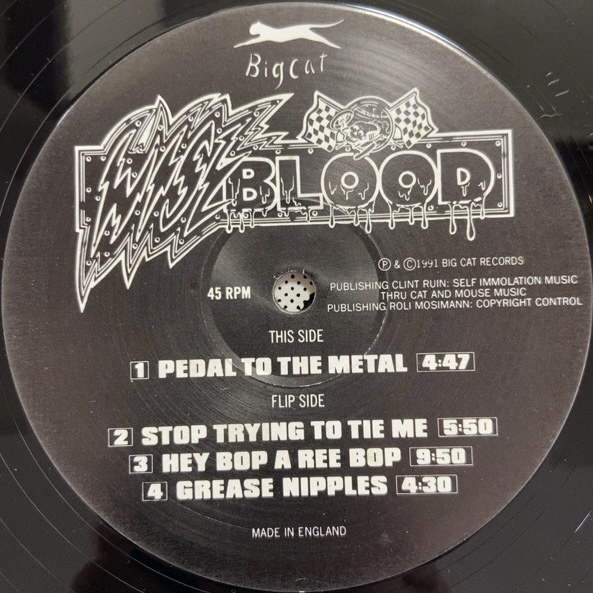 Bigcat
WISEBLOOD
℗ & ©1991 BIG CAT RECORDS
45 RPM
PUBLISHING CLINT RUIN: SELF IMMOLATION MUSIC
THRU CAT AND MOUSE MUSIC
PUBLISHING ROLI MOSIMANN: COPYRIGHT CONTROL
THIS SIDE
1 PEDAL TO THE METAL 4:47
FLIP SIDE
2 STOP TRYING TO TIE ME 5:50
3 HEY BOP A REE BOP 9:50
4 GREASE NIPPLES 4:30
MADE IN ENGLAND